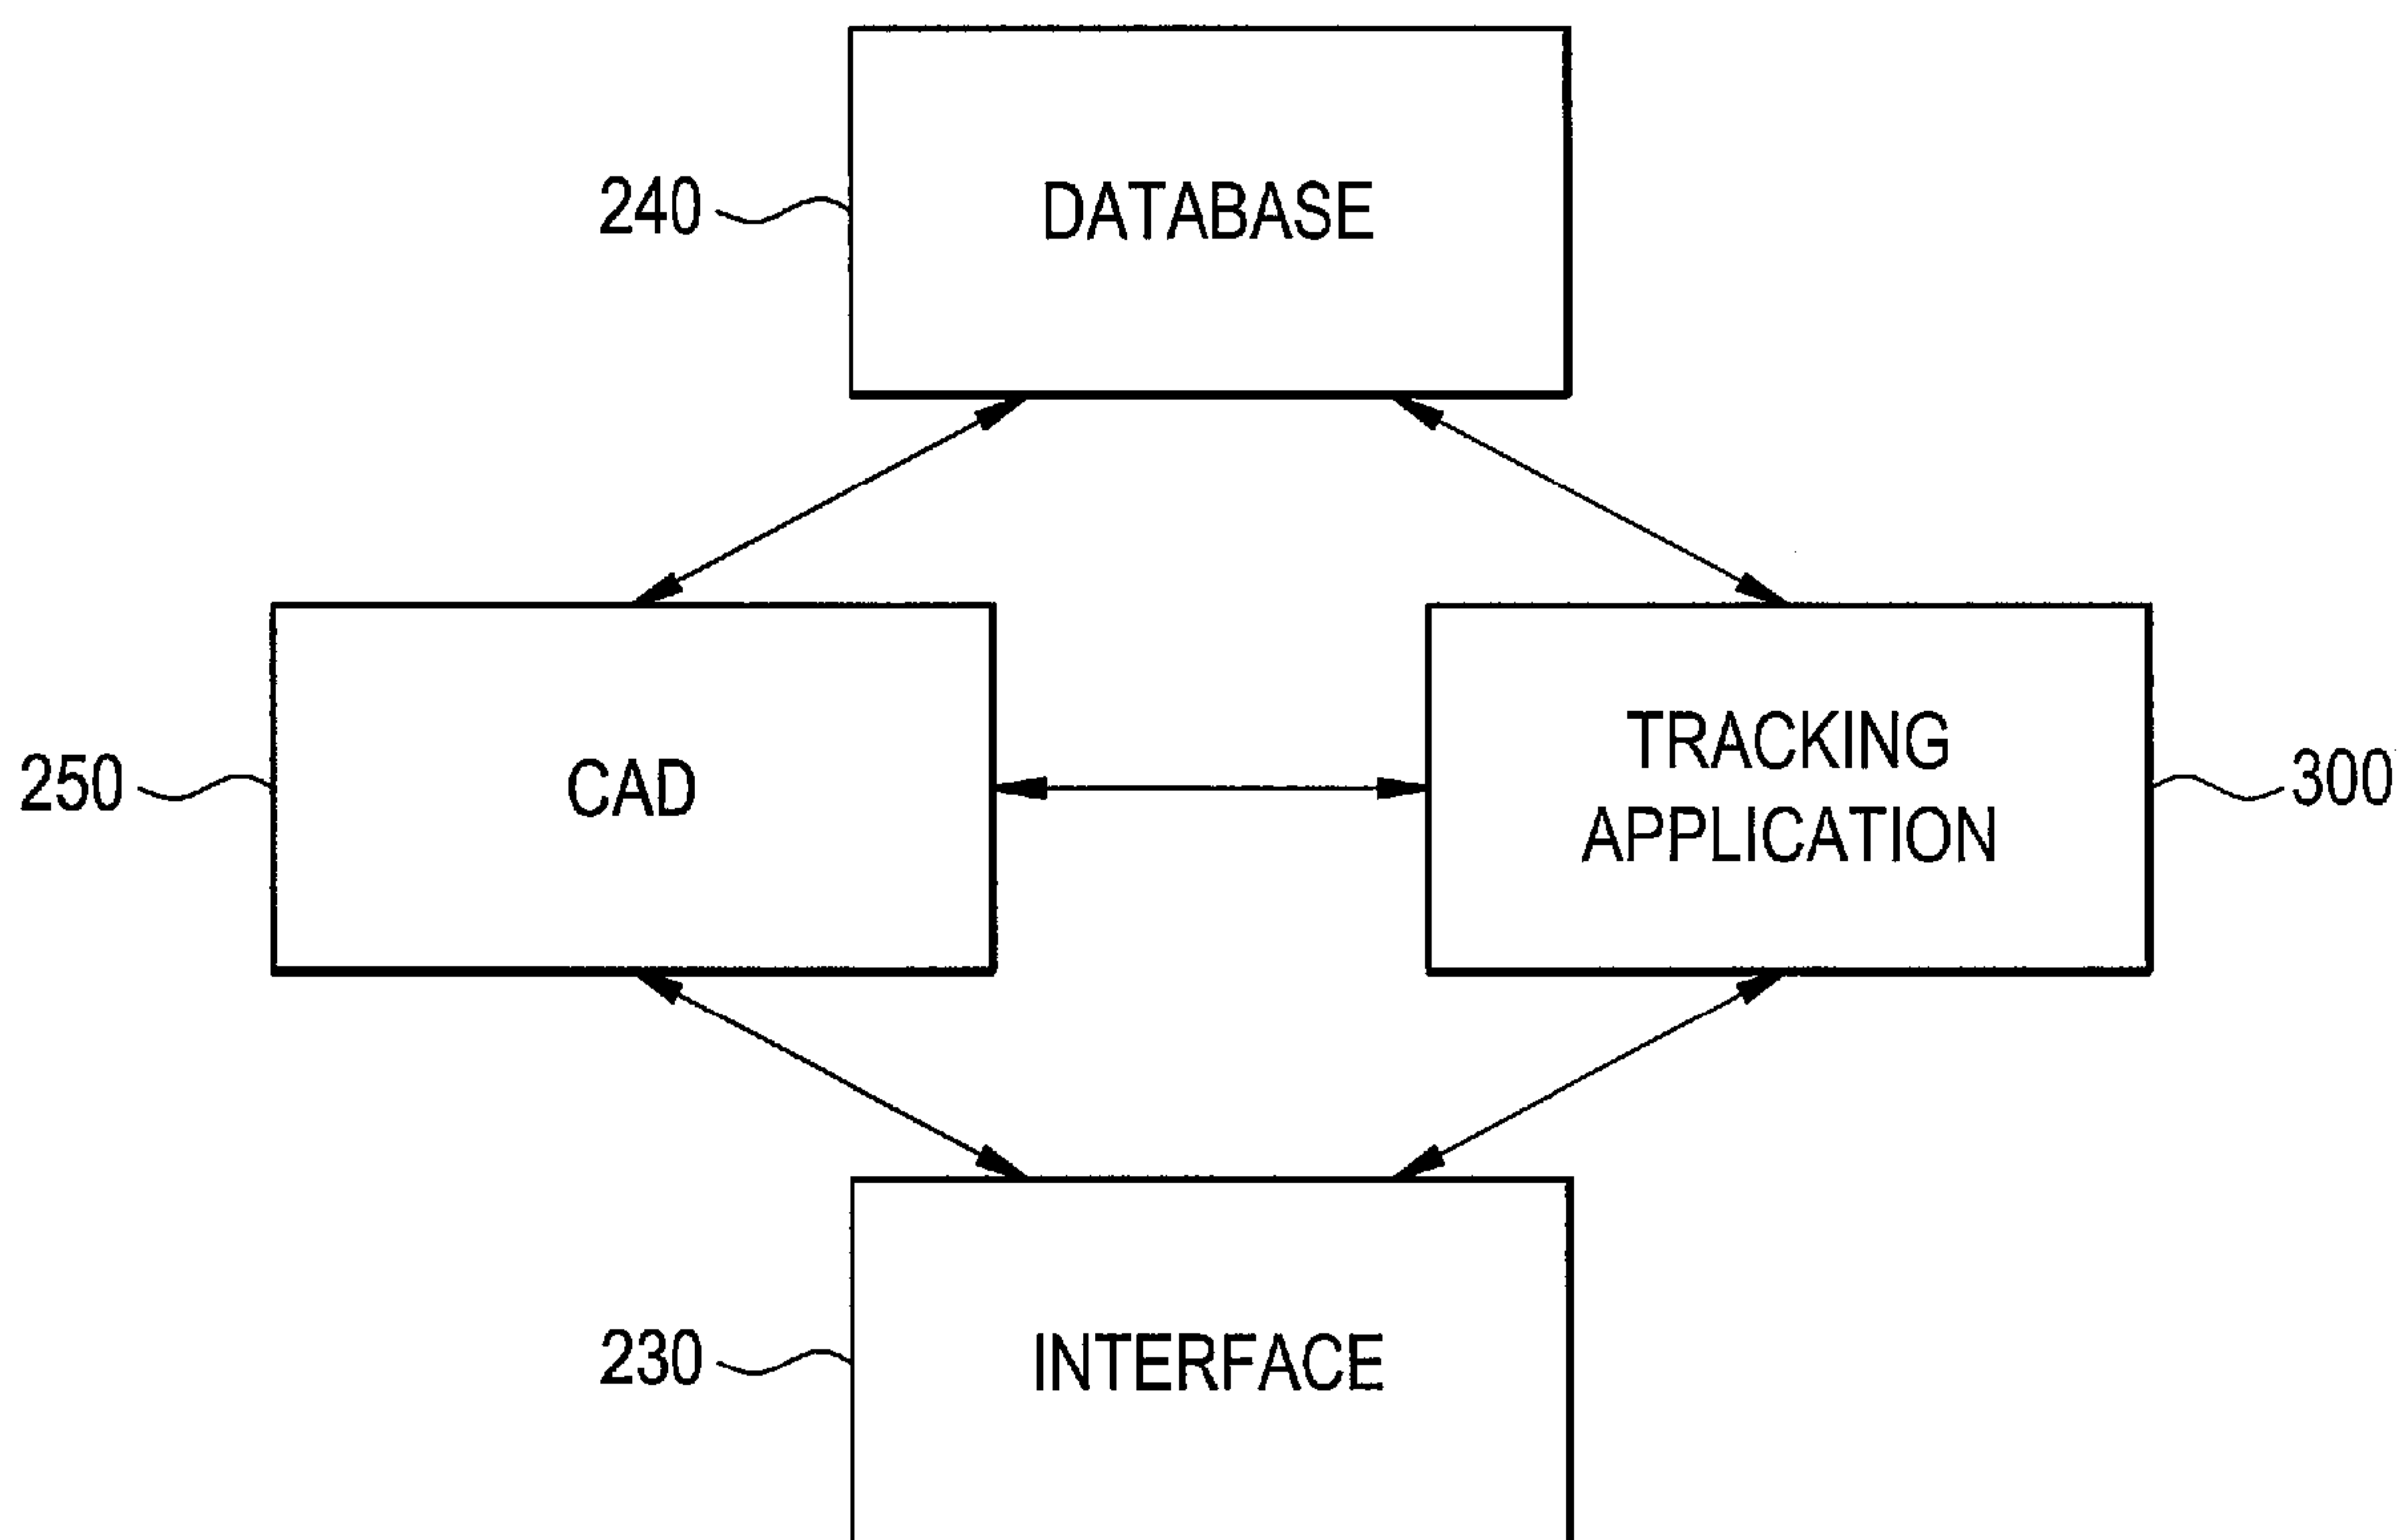 240
DATABASE
250
CAD
TRACKING
APPLICATION
300
230
INTERFACE